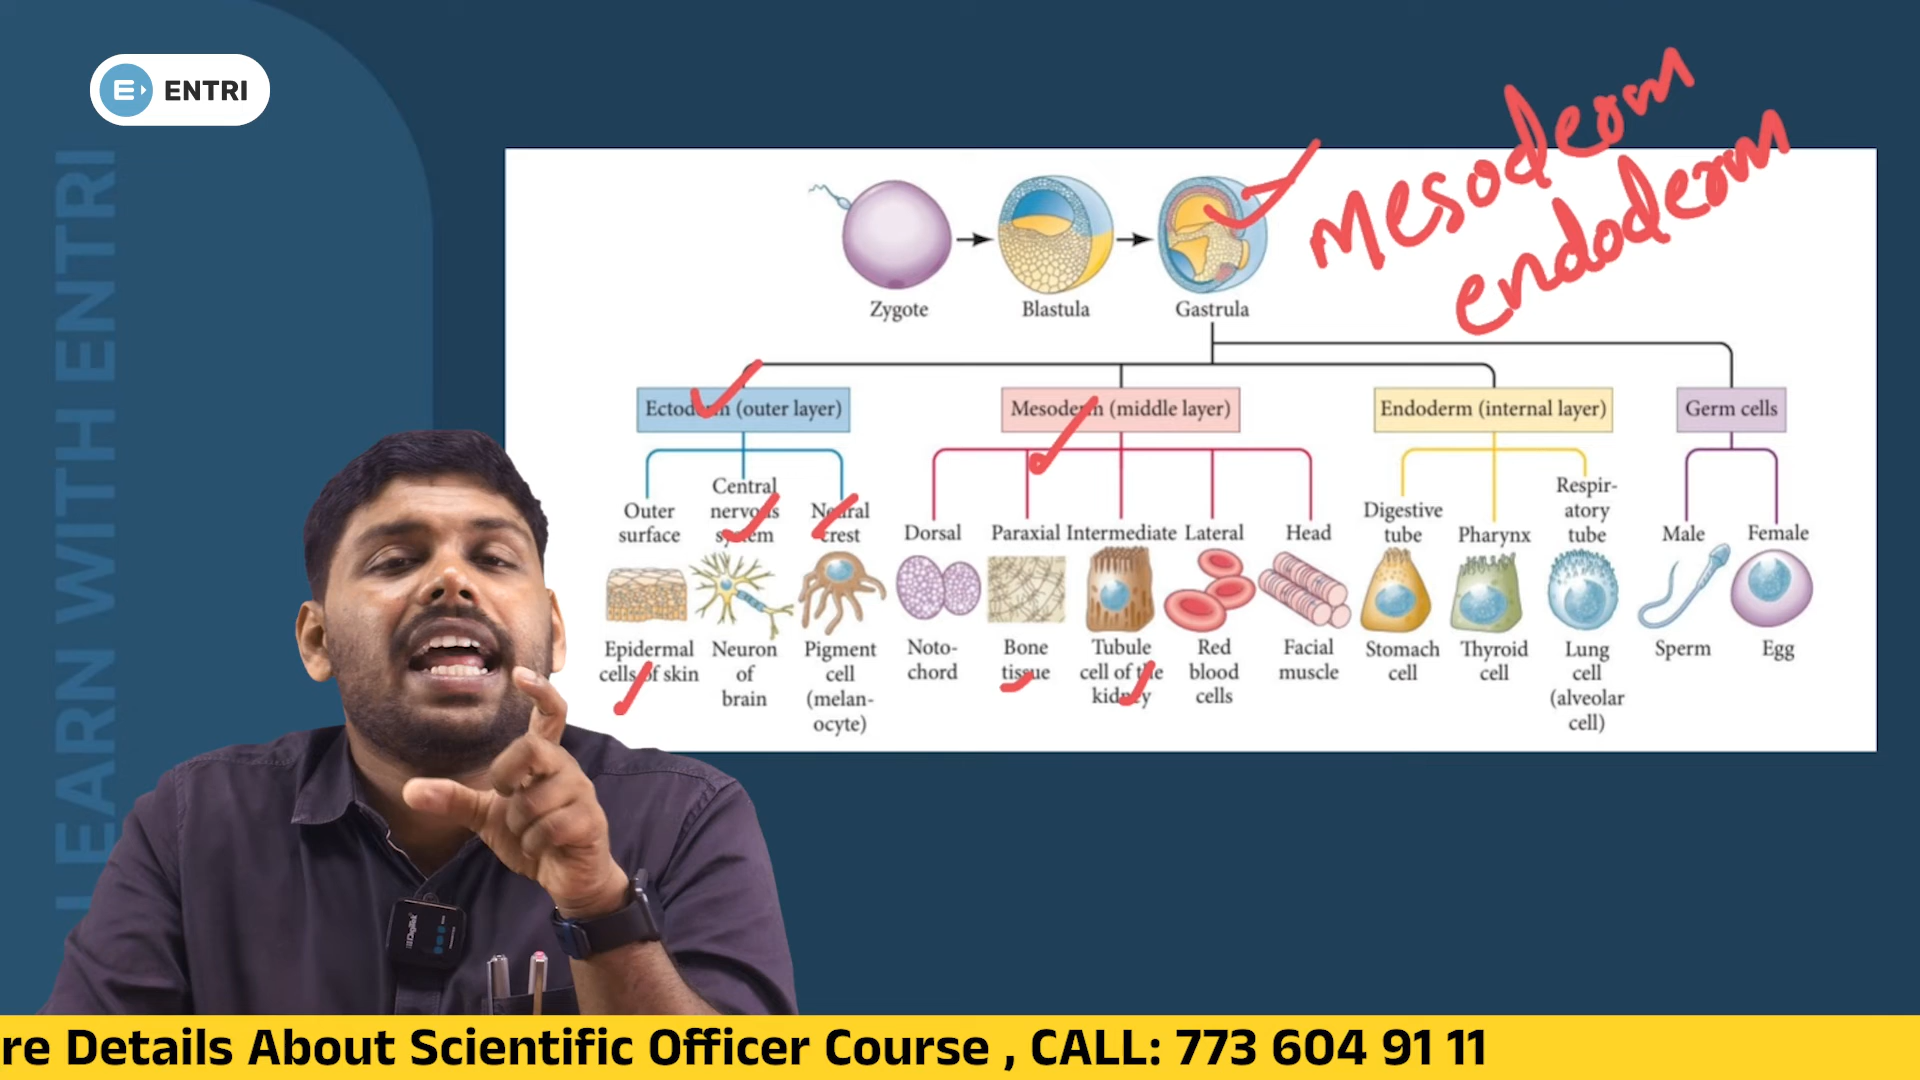 ENTRI
LEARN WITH ENTRI
Mesoderm
endoderm
Zygote
Blastula
Gastrula
Ectoderm (outer layer)
Mesoderm (middle layer)
Endoderm (internal layer)
Germ cells
Outer
surface
Central
nervous
system
Neural
crest
Dorsal
Paraxial
Intermediate
Lateral
Head
Digestive
tube
Pharynx
Respir-
atory
tube
Male
Female
Epidermal
cells of skin
Neuron
of
brain
Pigment
cell
(melan-
ocyte)
Noto-
chord
Bone
tissue
Tubule
cell of the
kidney
Red
blood
cells
Facial
muscle
Stomach
cell
Thyroid
cell
Lung
cell
(alveolar
cell)
Sperm
Egg
re Details About Scientific Officer Course , CALL: 773 604 91 11